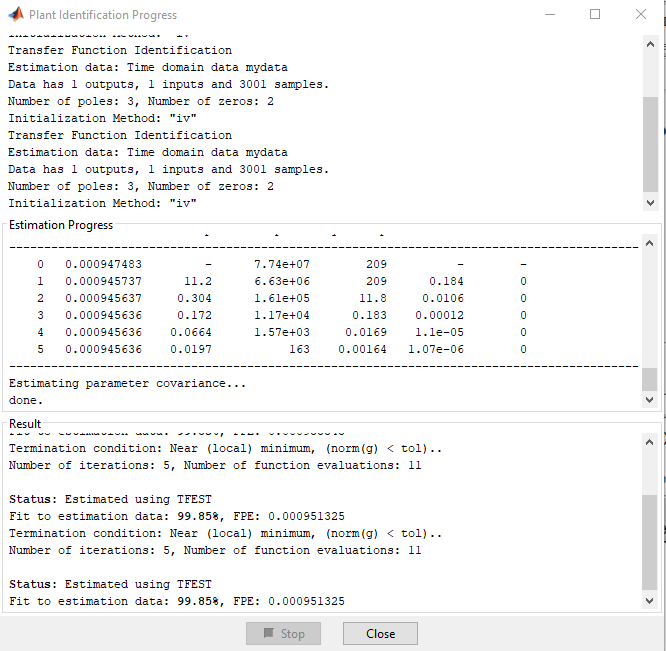 Plant Identification Progress
Transfer Function Identification
Estimation data: Time domain data mydata
Data has 1 outputs, 1 inputs and 3001 samples.
Number of poles: 3, Number of zeros: 2
Initialization Method: "iv"
Transfer Function Identification
Estimation data: Time domain data mydata
Data has 1 outputs, 1 inputs and 3001 samples.
Number of poles: 3, Number of zeros: 2
Initialization Method: "iv"
Estimation Progress
0 0.000947483 - 7.74e+07 209 - -
1 0.000945737 11.2 6.63e+06 209 0.184 0
2 0.000945637 0.304 1.61e+05 11.8 0.0106 0
3 0.000945636 0.172 1.17e+04 0.183 0.00012 0
4 0.000945636 0.0664 1.57e+03 0.0169 1.1e-05 0
5 0.000945636 0.0197 163 0.00164 1.07e-06 0
Estimating parameter covariance...
done.
Result
Termination condition: Near (local) minimum, (norm(g) < tol)..
Number of iterations: 5, Number of function evaluations: 11
Status: Estimated using TFEST
Fit to estimation data: 99.85%, FPE: 0.000951325
Termination condition: Near (local) minimum, (norm(g) < tol)..
Number of iterations: 5, Number of function evaluations: 11
Status: Estimated using TFEST
Fit to estimation data: 99.85%, FPE: 0.000951325
Stop
Close